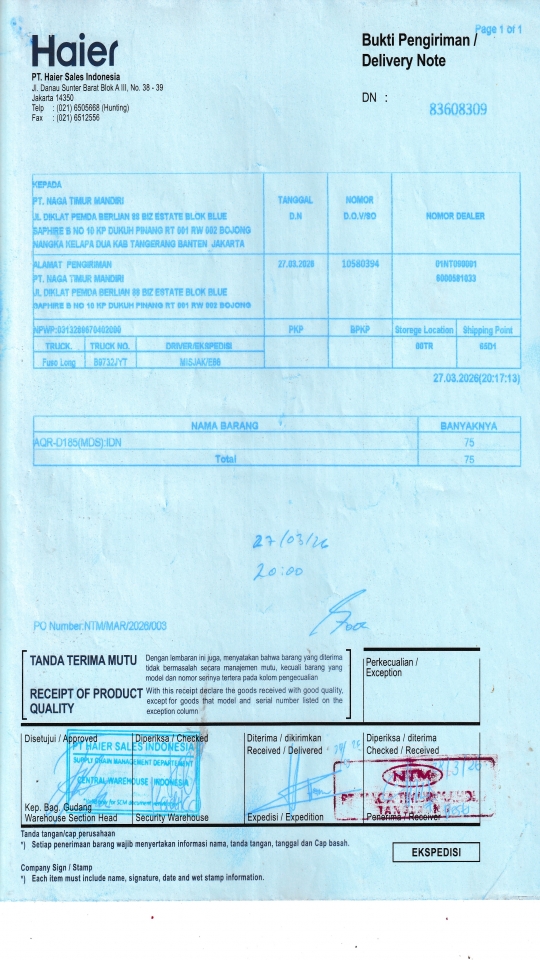 Page 1 of 1
Haier
Bukti Pengiriman /
Delivery Note
PT. Haier Sales Indonesia
Jl. Danau Sunter Barat Blok A III, No. 38 - 39
Jakarta 14350
Telp : (021) 6505668 (Hunting)
Fax : (021) 6512556
DN : 83608309
KEPADA
PT. NAGA TIMUR MANDIRI
JL DIKLAT PEMDA BERLIAN 88 BIZ ESTATE BLOK BLUE
SAPHIRE B NO 10 KP DUKUH PINANG RT 001 RW 002 BOJONG
NANGKA KELAPA DUA KAB TANGERANG BANTEN JAKARTA
TANGGAL
D.N
NOMOR
D.O.V/SO
NOMOR DEALER
ALAMAT PENGIRIMAN
PT. NAGA TIMUR MANDIRI
JL DIKLAT PEMDA BERLIAN 88 BIZ ESTATE BLOK BLUE
SAPHIRE B NO 10 KP DUKUH PINANG RT 001 RW 002 BOJONG
27.03.2026
10580394
01NT000001
6000581033
PKP
BPKP
Storege Location
Shipping Point
TRUCK.
TRUCK NO.
DRIVER/EKSPEDISI
00TR
65D1
Fuso Long
B9732JYT
27.03.2026(20:17:13)
NAMA BARANG
BANYAKNYA
AQR-D185(MDS):IDN
75
Total
75
27/03/26
20:00
PO Number:NTM/MAR/2026/003
TANDA TERIMA MUTU
Dengan lembaran ini juga, menyatakan bahwa barang yang diterima
tidak bermasalah secara manajemen mutu, kecuali barang yang
model dan nomor serinya tertera pada kolom pengecualian
RECEIPT OF PRODUCT
QUALITY
With this receipt declare the goods received with good quality,
except for goods that model and serial number listed on the
exception column
Perkecualian /
Exception
Disetujui / Approved
Diperiksa / Checked
Diterima / dikirimkan
Received / Delivered
Diperiksa / diterima
Checked / Received
PT HAIER SALES INDONESIA
SUPPLY CHAIN MANAGEMENT DEPARTEMENT
CENTRAL WAREHOUSE INDONESIA
NTM
Kep. Bag. Gudang
Warehouse Section Head
Security Warehouse
Expedisi / Expedition
Penerima / Receiver
Tanda tangan/cap perusahaan
*) Setiap penerimaan barang wajib menyertakan informasi nama, tanda tangan, tanggal dan Cap basah.
EKSPEDISI
Company Sign / Stamp
*) Each item must include name, signature, date and wet stamp information.